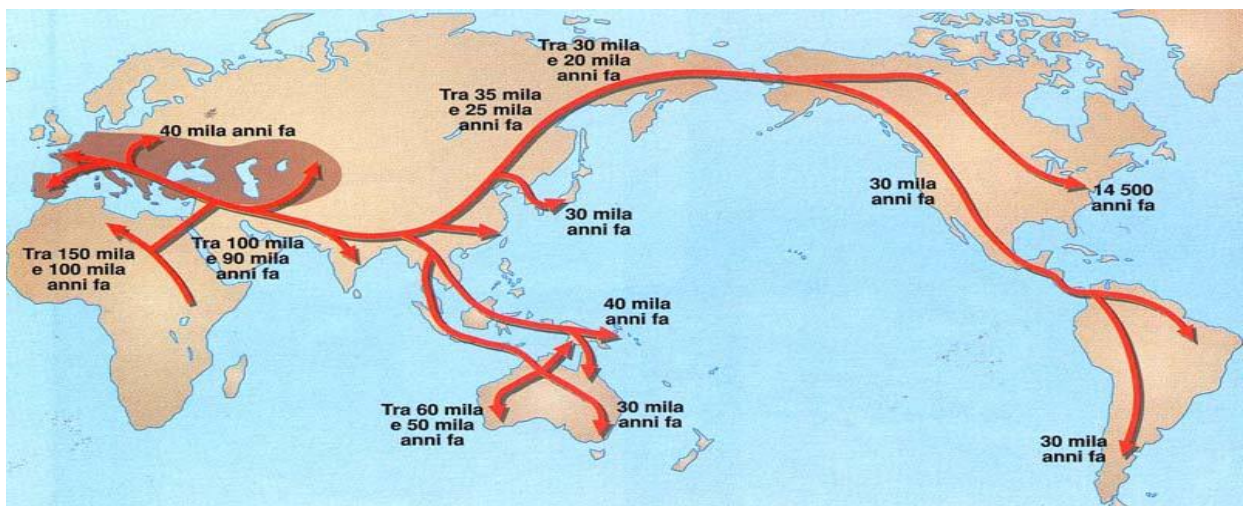 Tra 30 mila
e 20 mila
anni fa
Tra 35 mila
e 25 mila
anni fa
40 mila anni fa
30 mila
anni fa
14 500
anni fa
30 mila
anni fa
Tra 150 mila
e 100 mila
anni fa
Tra 100 mila
e 90 mila
anni fa
40 mila
anni fa
Tra 60 mila
e 50 mila
anni fa
30 mila
anni fa
30 mila
anni fa